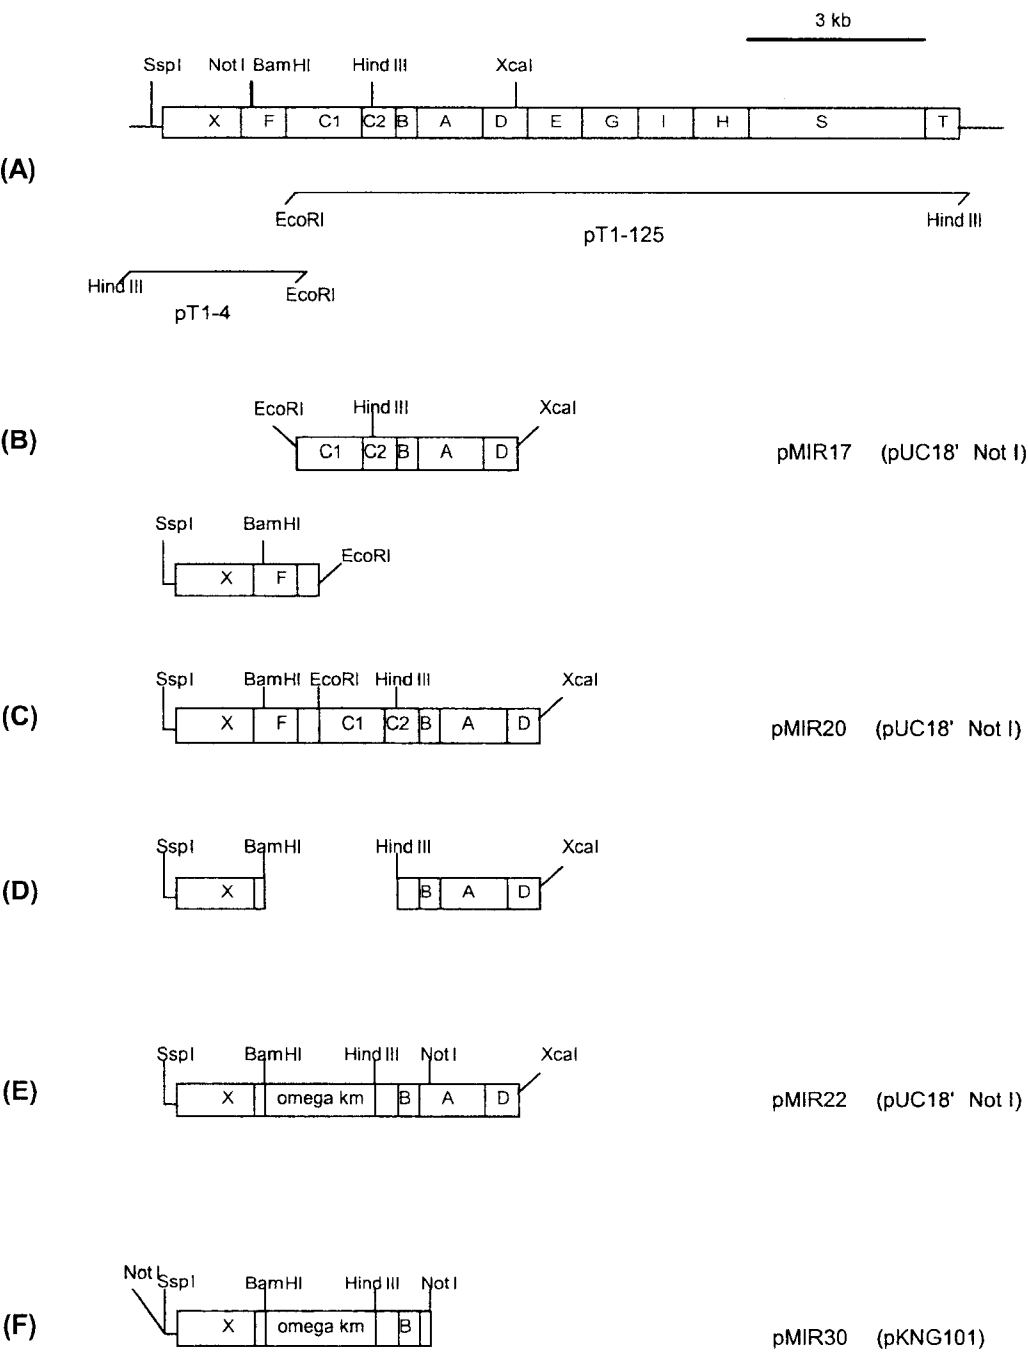 3 kb
SspI NotI BamHI Hind III XcaI
X F C1 C2 B A D E G I H S T
(A)
EcoRI Hind III
pT1-125
Hind III EcoRI
pT1-4
EcoRI Hind III XcaI
(B) C1 C2 B A D pMIR17 (pUC18' Not I)
SspI BamHI EcoRI
X F
SspI BamHI EcoRI Hind III XcaI
(C) X F C1 C2 B A D pMIR20 (pUC18' Not I)
SspI BamHI Hind III XcaI
(D) X B A D
SspI BamHI Hind III Not I XcaI
(E) X omega km B A D pMIR22 (pUC18' Not I)
Not I SspI BamHI Hind III Not I
(F) X omega km B pMIR30 (pKNG101)